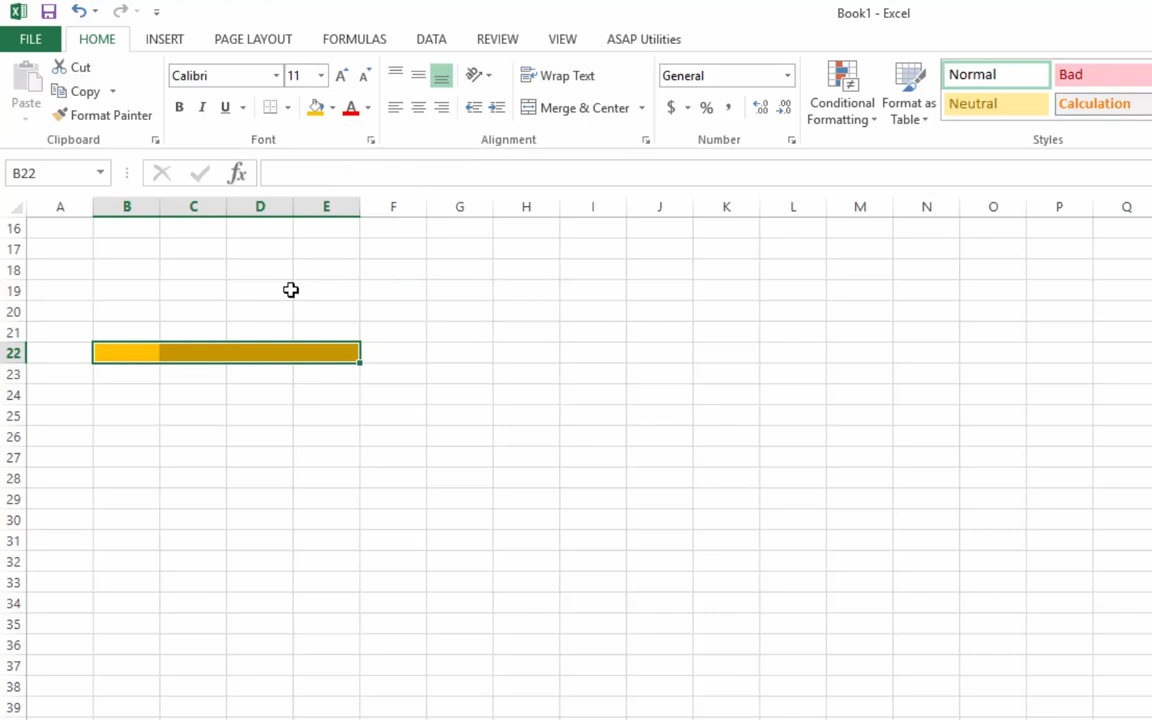 Book1 - Excel
FILE HOME INSERT PAGE LAYOUT FORMULAS DATA REVIEW VIEW ASAP Utilities
Paste
Cut
Copy
Format Painter
Clipboard
Calibri 11
B I U A
Font
Wrap Text
Merge & Center
Alignment
General
$ % ,
Number
Conditional
Formatting
Format as
Table
Normal Bad
Neutral Calculation
Styles
B22 fx
A B C D E F G H I J K L M N O P Q
16
17
18
19
20
21
22
23
24
25
26
27
28
29
30
31
32
33
34
35
36
37
38
39